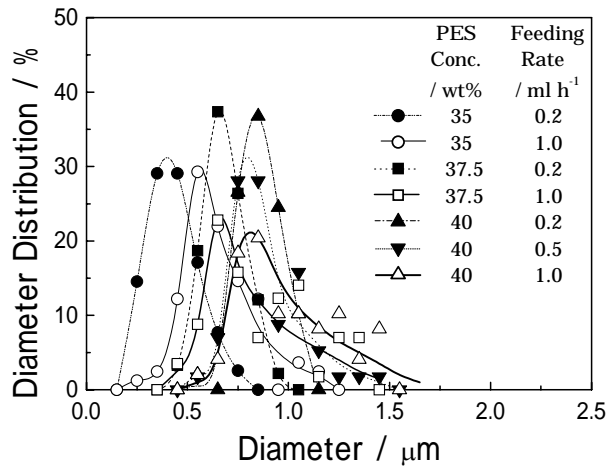 50
40
30
20
10
0
0.0 0.5 1.0 1.5 2.0 2.5
Diameter Distribution / %
Diameter / μm
PES Feeding
Conc. Rate
/ wt% / ml h⁻¹
35 0.2
35 1.0
37.5 0.2
37.5 1.0
40 0.2
40 0.5
40 1.0